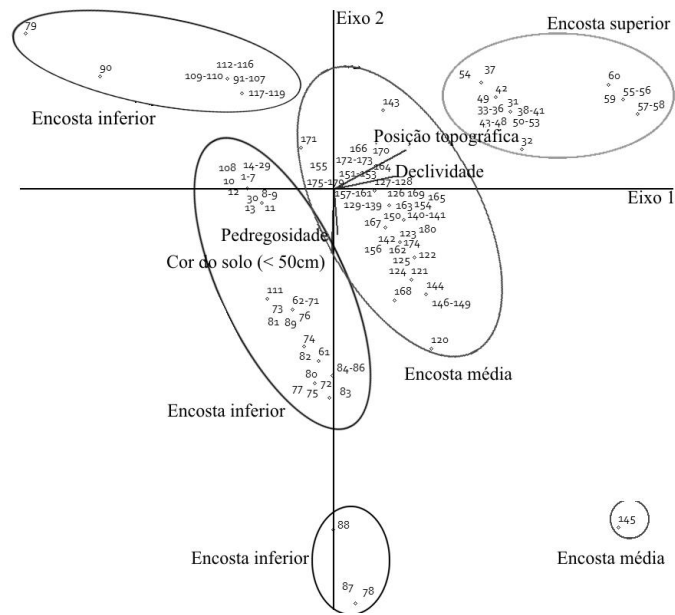 79
Eixo 2
Encosta superior
90
112-116
109-110 91-107
117-119
Encosta inferior
54 37
42
49 31
33-36 38-41
43-48 50-53
32
60
55-56
59
57-58
143
Posição topográfica
171
166 170
155 172-173
151-153 164
175-179
Declividade
127-128
157-161 126 169 165
129-139 163 154
150 140-141
167 180
142 123
174
156 162 122
125
124 121
168 144
146-149
120
Encosta média
Eixo 1
108 14-29
10 1-7
12 8-9
30
13 11
Pedregosidade
Cor do solo (< 50cm)
111
62-71
73 76
81 89
74
82 61
80 84-86
72
77 75 83
Encosta inferior
88
Encosta inferior
87 78
145
Encosta média